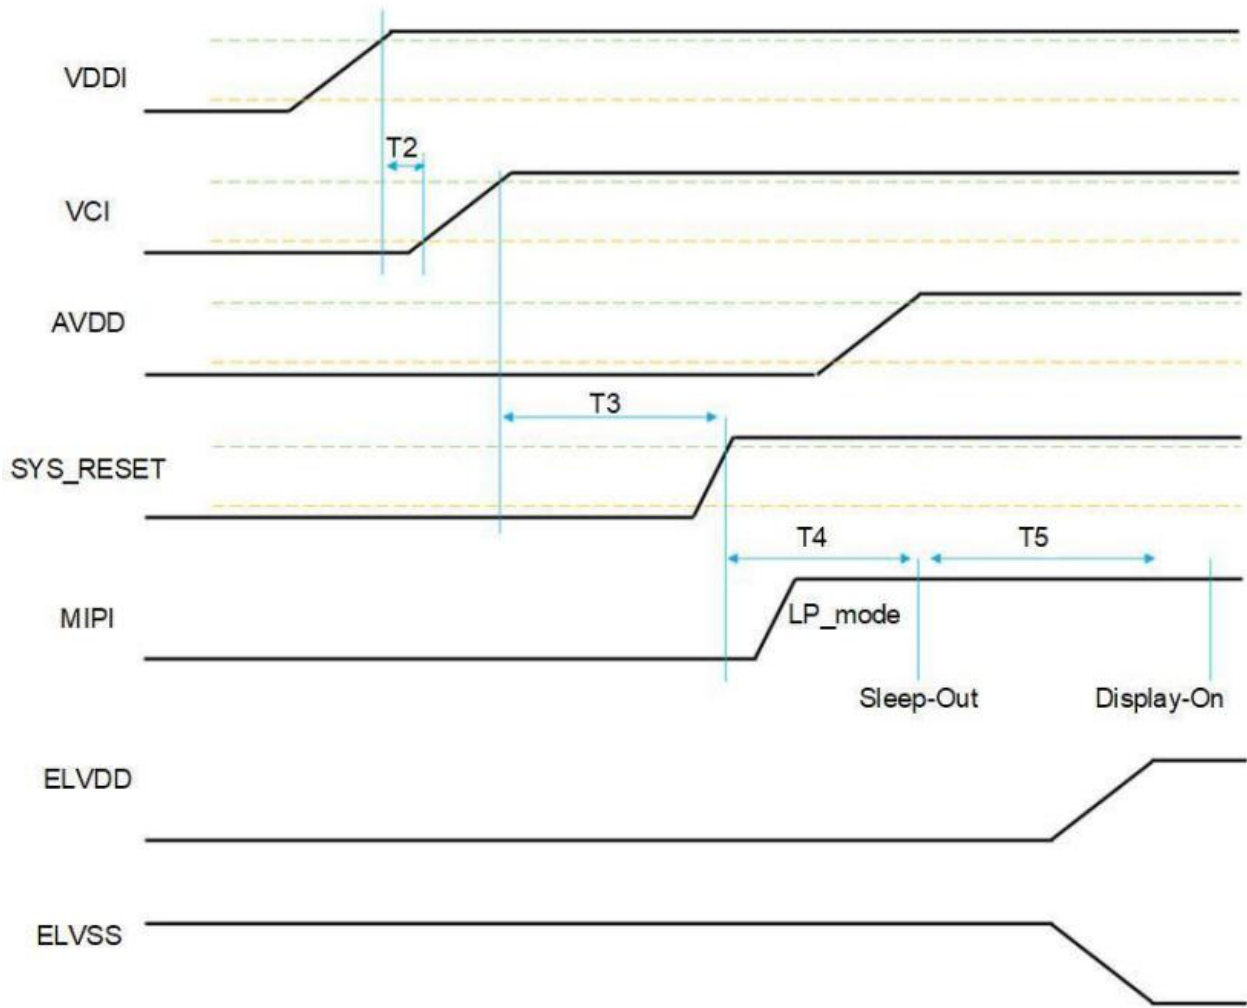 VDDI
T2
VCI
AVDD
T3
SYS_RESET
T4
T5
MIPI
LP_mode
Sleep-Out
Display-On
ELVDD
ELVSS